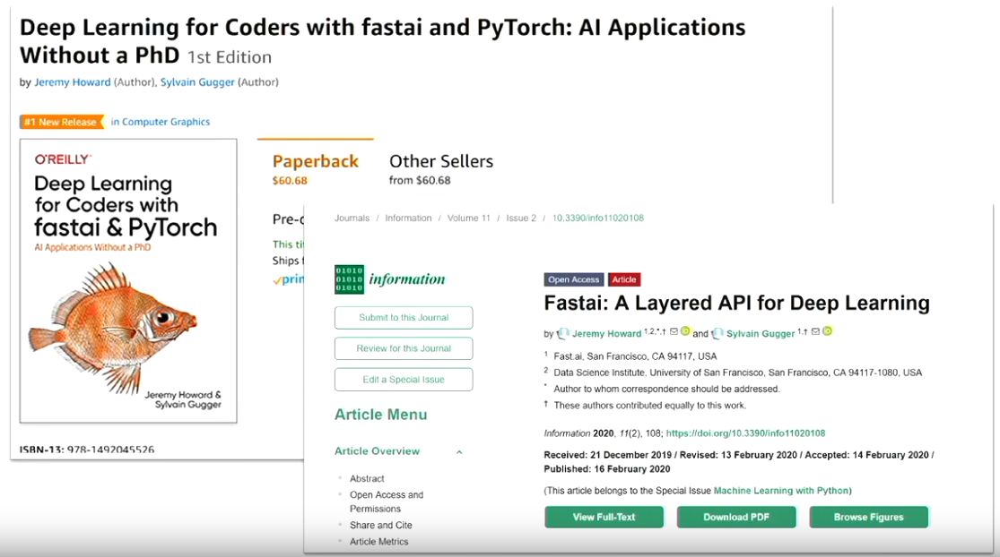 Deep Learning for Coders with fastai and PyTorch: AI Applications
Without a PhD 1st Edition
by Jeremy Howard (Author), Sylvain Gugger (Author)
#1 New Release in Computer Graphics
O'REILLY
Deep Learning
for Coders with
fastai & PyTorch
AI Applications Without a PhD
Jeremy Howard &
Sylvain Gugger
Paperback
$60.68
Other Sellers
from $60.68
This
Ships
ISBN-13: 978-1492045526
Journals / Information / Volume 11 / Issue 2 / 10.3390/info11020108
01010
01010
01010
information
Submit to this Journal
Review for this Journal
Edit a Special Issue
Article Menu
Article Overview
Abstract
Open Access and
Permissions
Share and Cite
Article Metrics
Open Access Article
Fastai: A Layered API for Deep Learning
by Jeremy Howard 1,2,*,† and Sylvain Gugger 1,†
1 Fast.ai, San Francisco, CA 94117, USA
2 Data Science Institute, University of San Francisco, San Francisco, CA 94117-1080, USA
* Author to whom correspondence should be addressed.
† These authors contributed equally to this work.
Information 2020, 11(2), 108; https://doi.org/10.3390/info11020108
Received: 21 December 2019 / Revised: 13 February 2020 / Accepted: 14 February 2020 /
Published: 16 February 2020
(This article belongs to the Special Issue Machine Learning with Python)
View Full-Text
Download PDF
Browse Figures